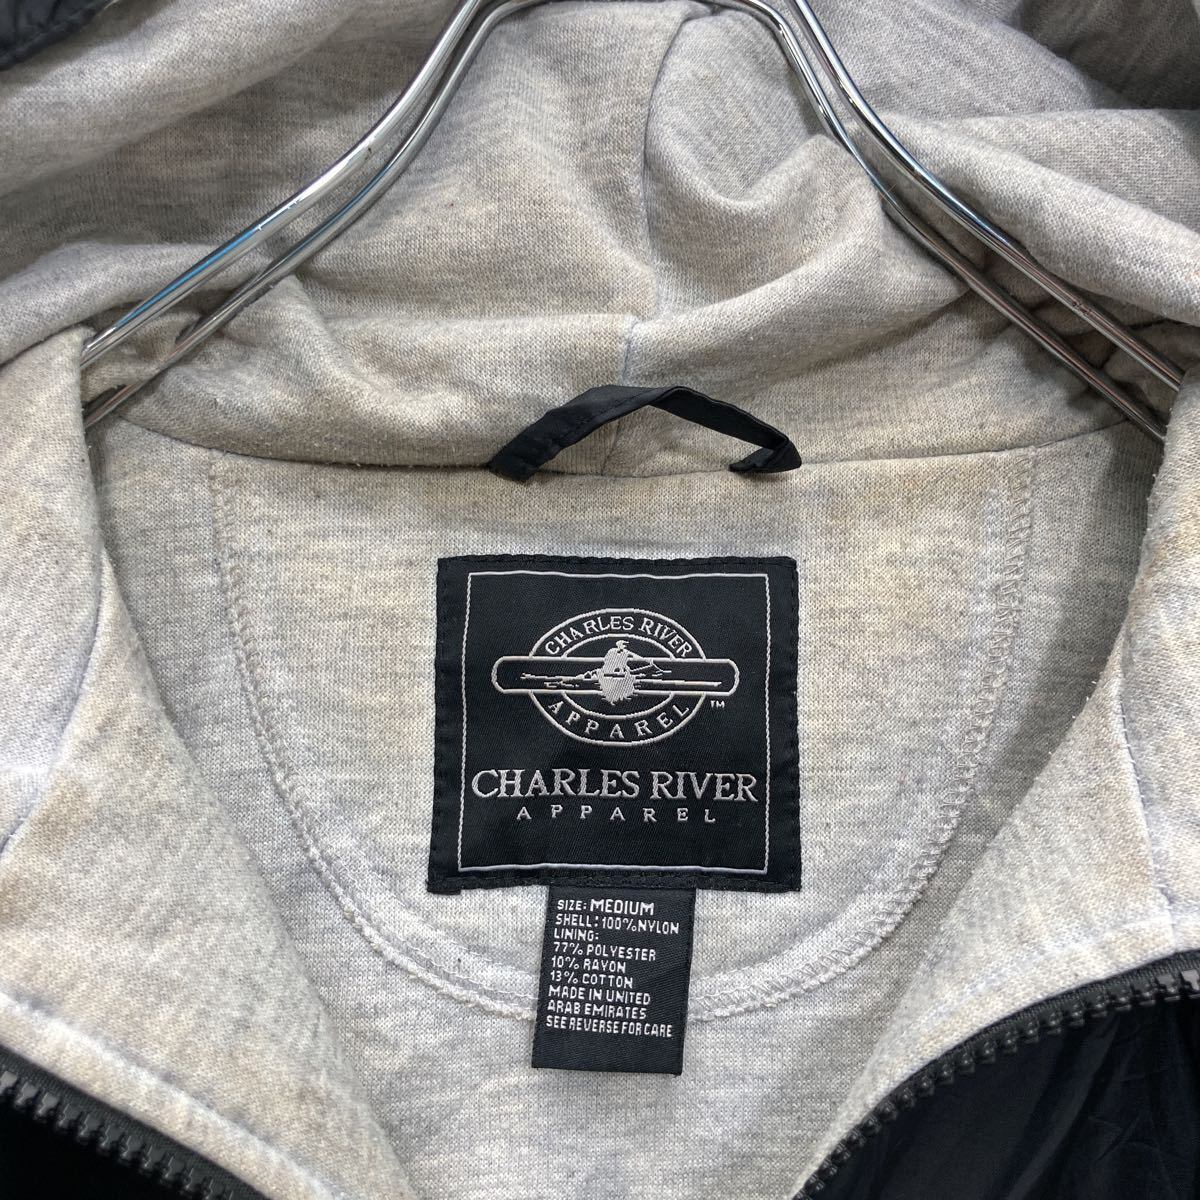 CHARLES RIVER
APPAREL
TM
CHARLES RIVER
APPAREL
SIZE: MEDIUM
SHELL: 100% NYLON
LINING:
77% POLYESTER
10% RAYON
13% COTTON
MADE IN UNITED
ARAB EMIRATES
SEE REVERSE FOR CARE